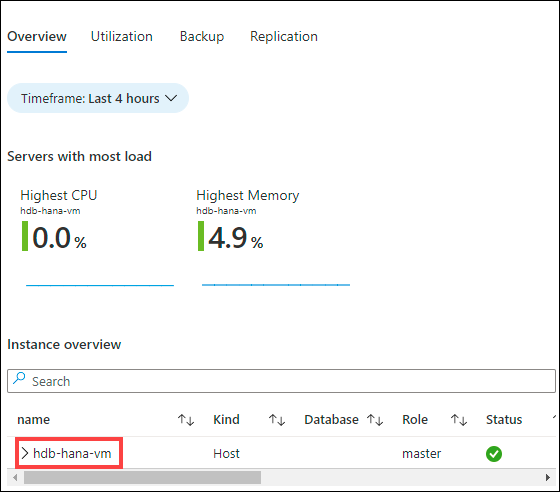 Overview Utilization Backup Replication
Timeframe: Last 4 hours
Servers with most load
Highest CPU Highest Memory
hdb-hana-vm hdb-hana-vm
0.0 % 4.9 %
Instance overview
Search
name Kind Database Role Status
hdb-hana-vm Host master